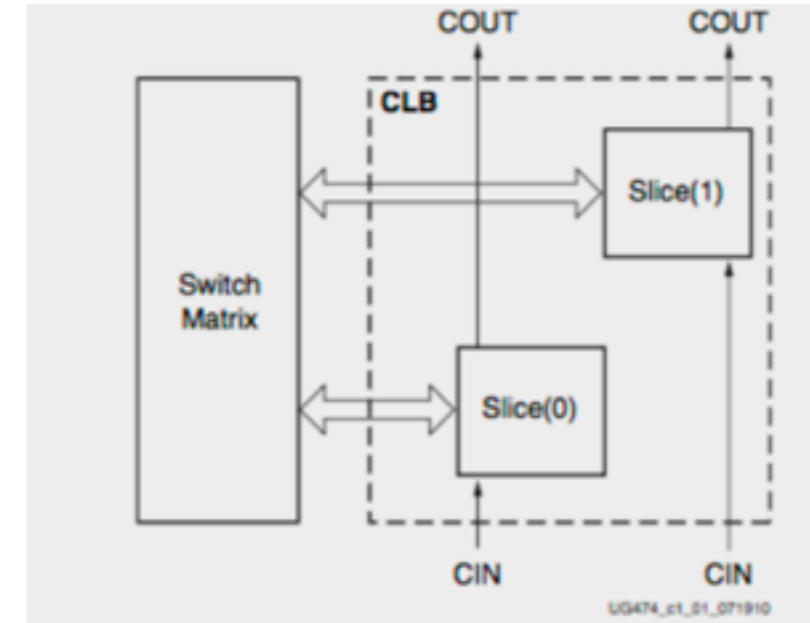 COUT COUT
CLB
Slice(1)
Switch
Matrix
Slice(0)
CIN CIN
UG474_c1_01_071910